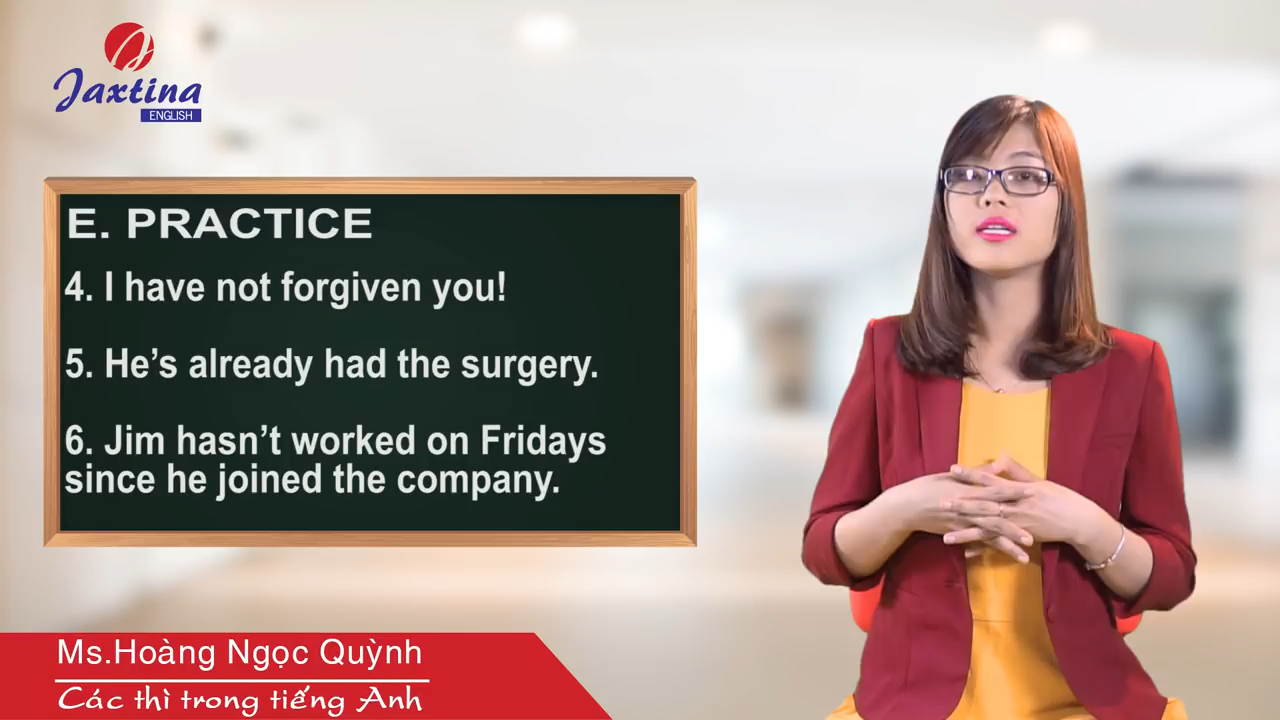 Jaxtina
ENGLISH
E. PRACTICE
4. I have not forgiven you!
5. He’s already had the surgery.
6. Jim hasn’t worked on Fridays
since he joined the company.
Ms.Hoàng Ngọc Quỳnh
Các thì trong tiếng Anh